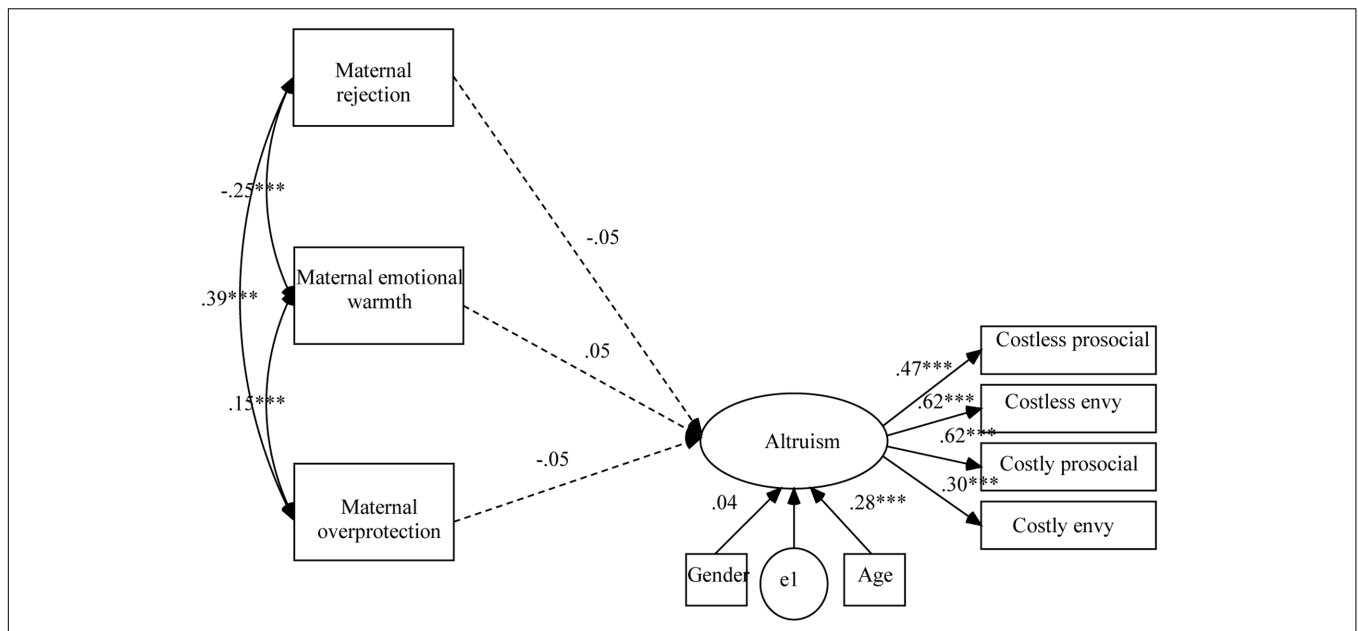 Maternal
rejection
-.25***
-.05
Maternal emotional
warmth
.39***
.05
.15***
Maternal
overprotection
-.05
Altruism
.47***
Costless prosocial
.62***
Costless envy
.62***
Costly prosocial
.30***
Costly envy
.04
.28***
Gender
e1
Age